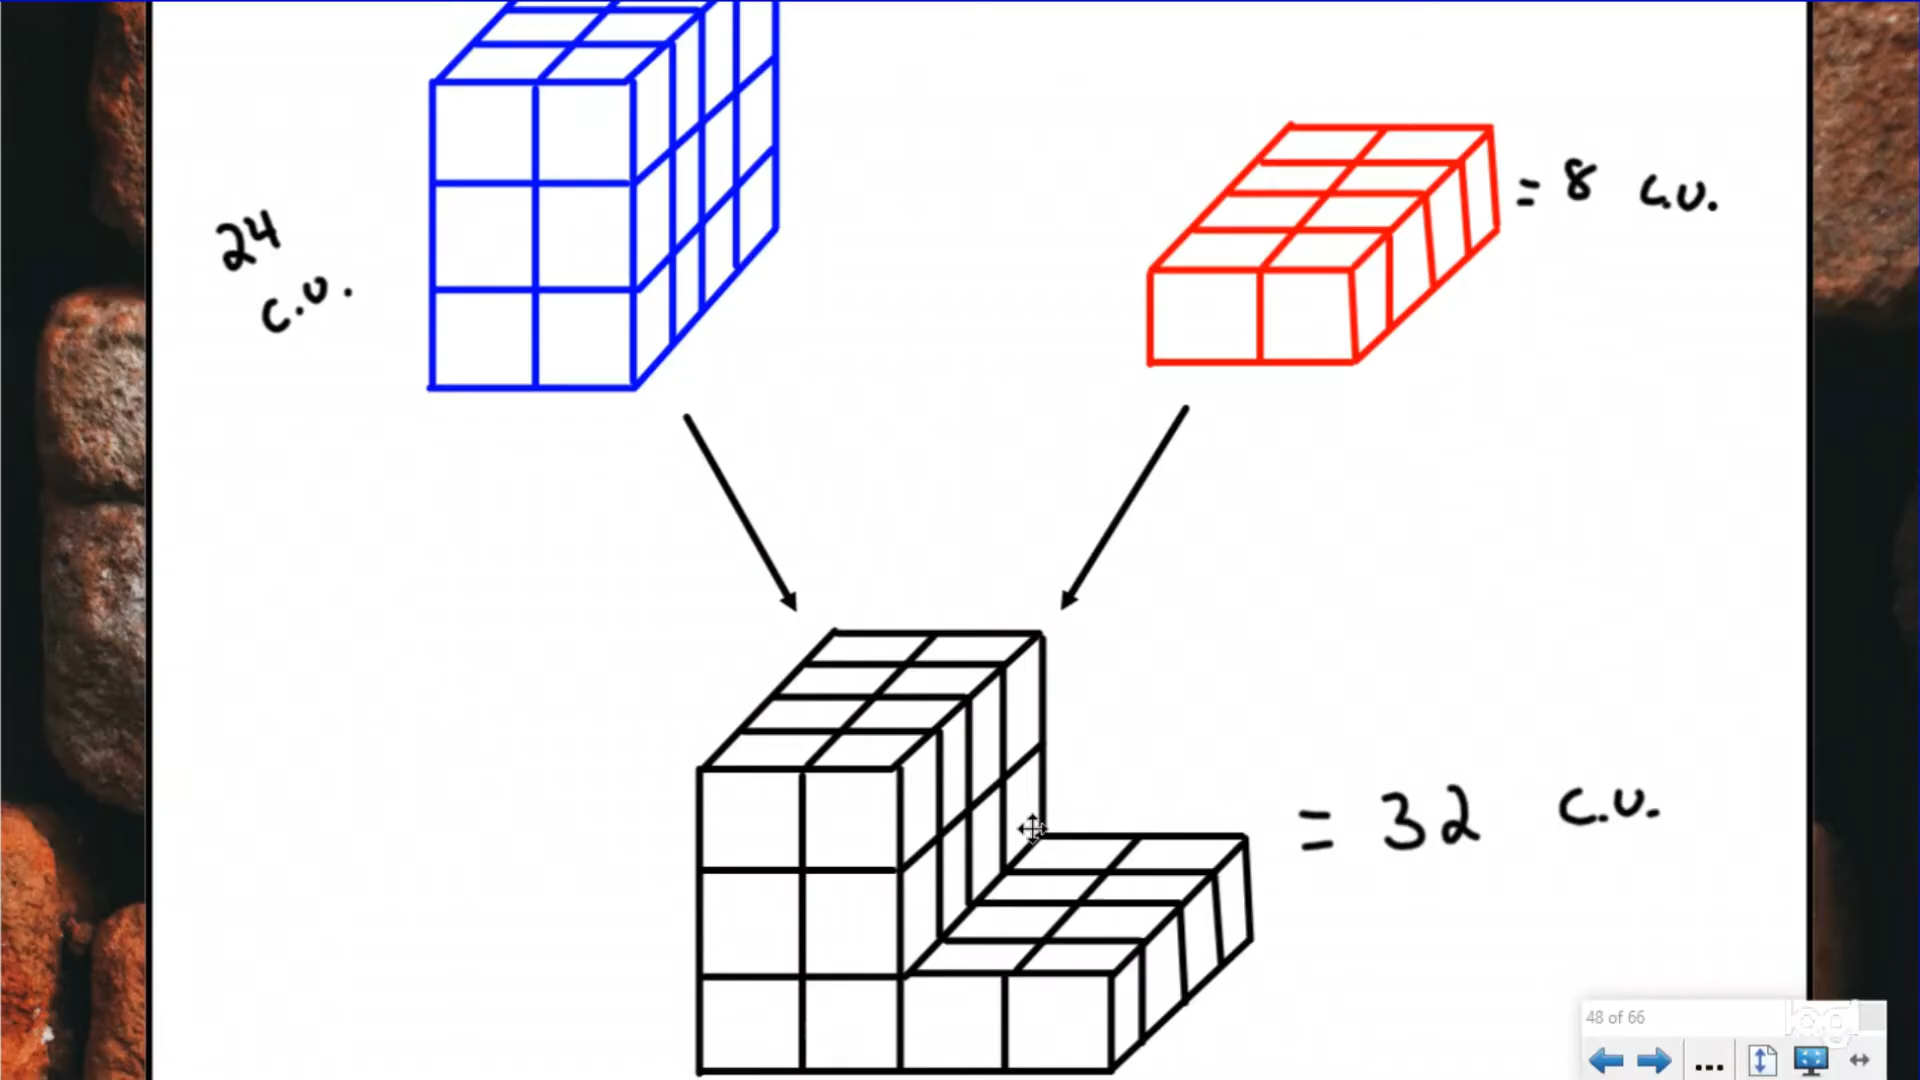 24
c.u.
= 8 c.u.
= 32 c.u.
48 of 66